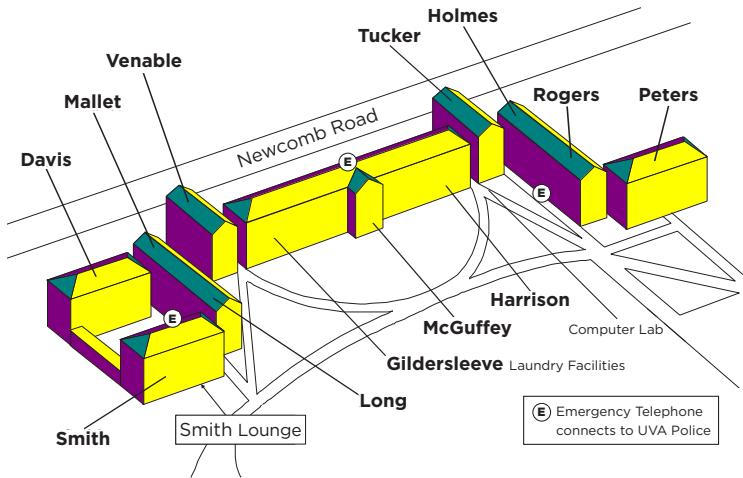 Holmes
Tucker
Venable
Rogers
Peters
Mallet
Newcomb Road
Davis
E
E
E
Harrison
McGuffey
Computer Lab
Gildersleeve Laundry Facilities
Long
Smith Lounge
Smith
E Emergency Telephone
connects to UVA Police